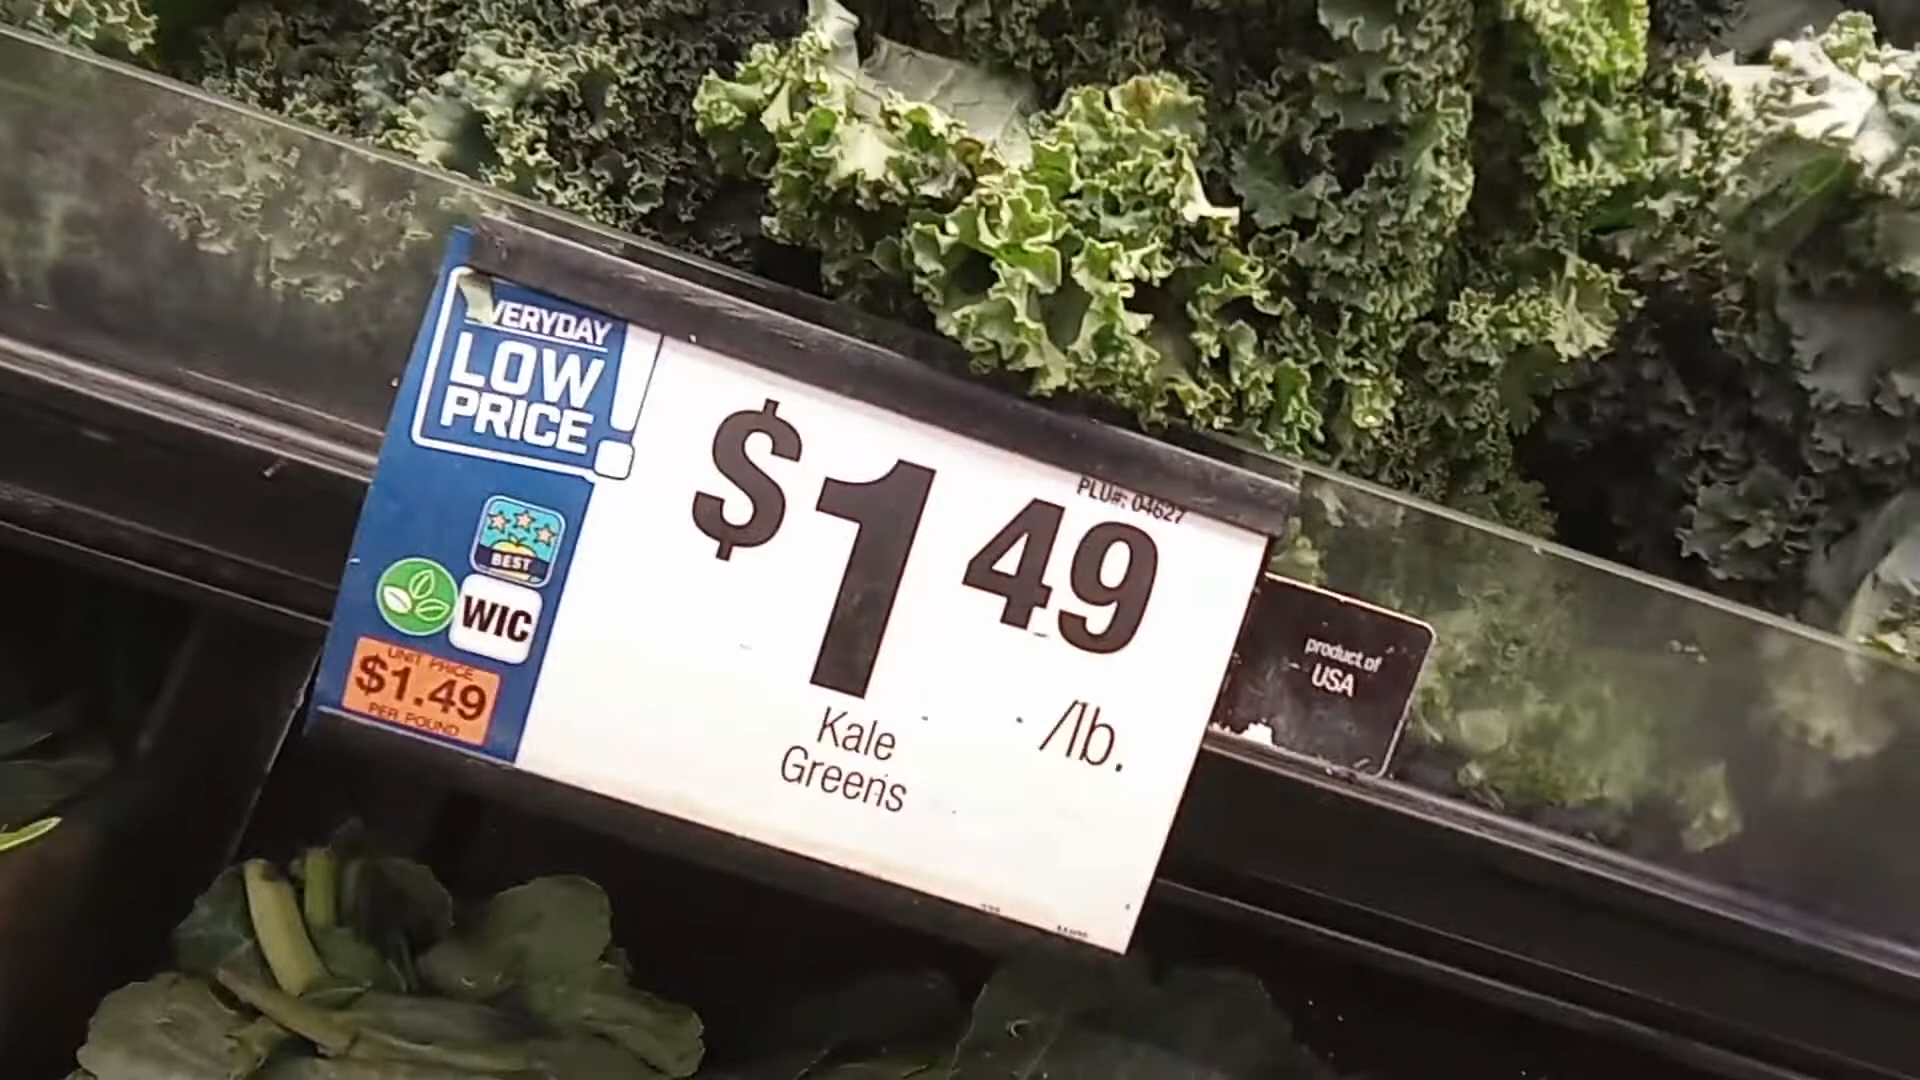 VERYDAY
LOW
PRICE
BEST
WIC
UNIT PRICE
$1.49
PER POUND
PLU#: 04627
$1 49
/lb.
Kale
Greens
product of
USA